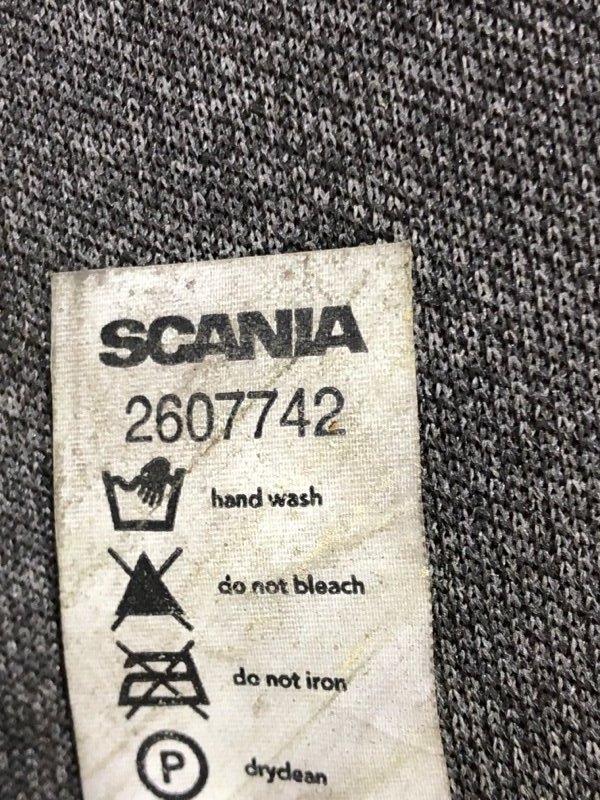 SCANIA
2607742
hand wash
do not bleach
do not iron
P dryclean